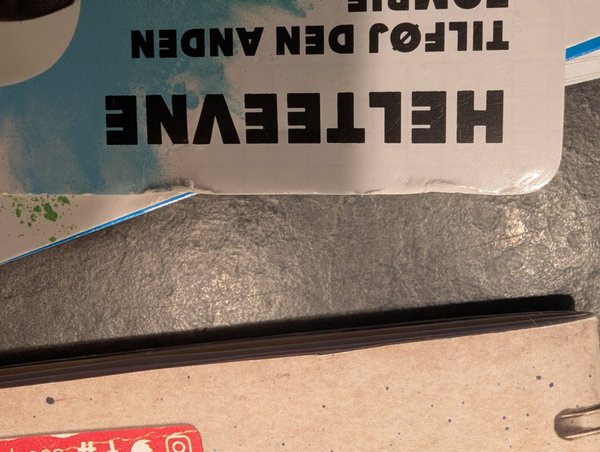 HELTEEVNE
TILFØJ DEN ANDEN
ZOMBIE